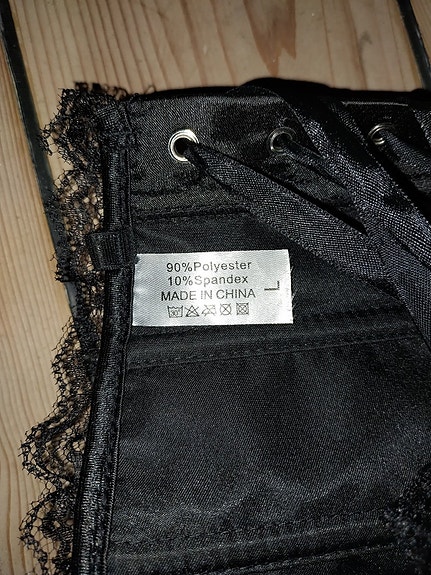 90%Polyester
10%Spandex
MADE IN CHINA
L